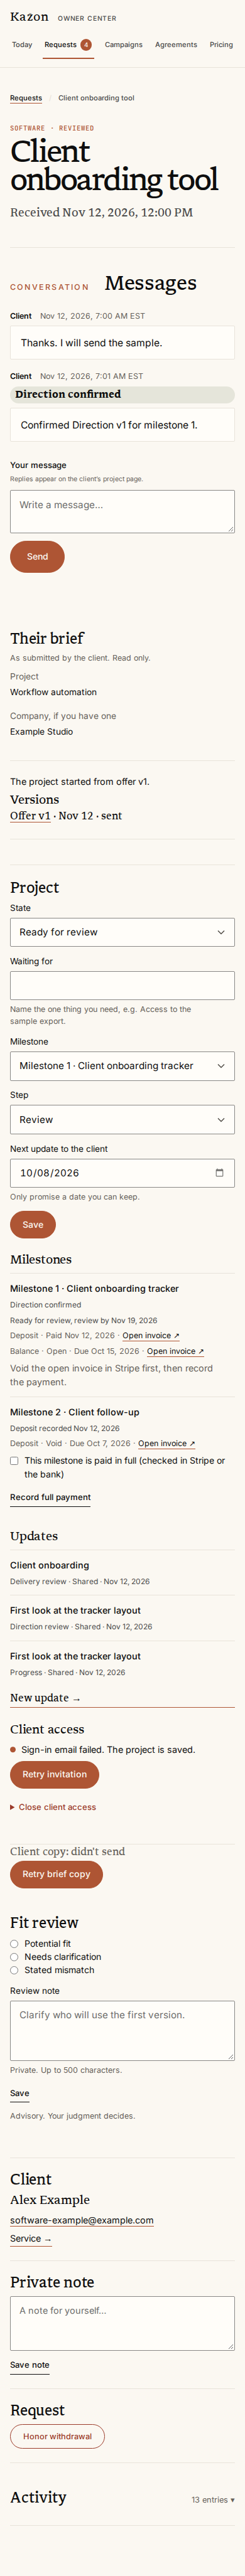 Kazon OWNER CENTER
Today Requests 4 Campaigns Agreements Pricing
Requests / Client onboarding tool
SOFTWARE · REVIEWED
Client
onboarding tool
Received Nov 12, 2026, 12:00 PM
CONVERSATION Messages
Client Nov 12, 2026, 7:00 AM EST
Thanks. I will send the sample.
Client Nov 12, 2026, 7:01 AM EST
Direction confirmed
Confirmed Direction v1 for milestone 1.
Your message
Replies appear on the client's project page.
Write a message...
Send
Their brief
As submitted by the client. Read only.
Project
Workflow automation
Company, if you have one
Example Studio
The project started from offer v1.
Versions
Offer v1 · Nov 12 · sent
Project
State
Ready for review
Waiting for
Name the one thing you need, e.g. Access to the
sample export.
Milestone
Milestone 1 · Client onboarding tracker
Step
Review
Next update to the client
10/08/2026
Only promise a date you can keep.
Save
Milestones
Milestone 1 · Client onboarding tracker
Direction confirmed
Ready for review, review by Nov 19, 2026
Deposit · Paid Nov 12, 2026 · Open invoice ↗
Balance · Open · Due Oct 15, 2026 · Open invoice ↗
Void the open invoice in Stripe first, then record
the payment.
Milestone 2 · Client follow-up
Deposit recorded Nov 12, 2026
Deposit · Void · Due Oct 7, 2026 · Open invoice ↗
This milestone is paid in full (checked in Stripe or
the bank)
Record full payment
Updates
Client onboarding
Delivery review · Shared · Nov 12, 2026
First look at the tracker layout
Direction review · Shared · Nov 12, 2026
First look at the tracker layout
Progress · Shared · Nov 12, 2026
New update →
Client access
Sign-in email failed. The project is saved.
Retry invitation
▶ Close client access
Client copy: didn't send
Retry brief copy
Fit review
Potential fit
Needs clarification
Stated mismatch
Review note
Clarify who will use the first version.
Private. Up to 500 characters.
Save
Advisory. Your judgment decides.
Client
Alex Example
software-example@example.com
Service →
Private note
A note for yourself...
Save note
Request
Honor withdrawal
Activity 13 entries ▾